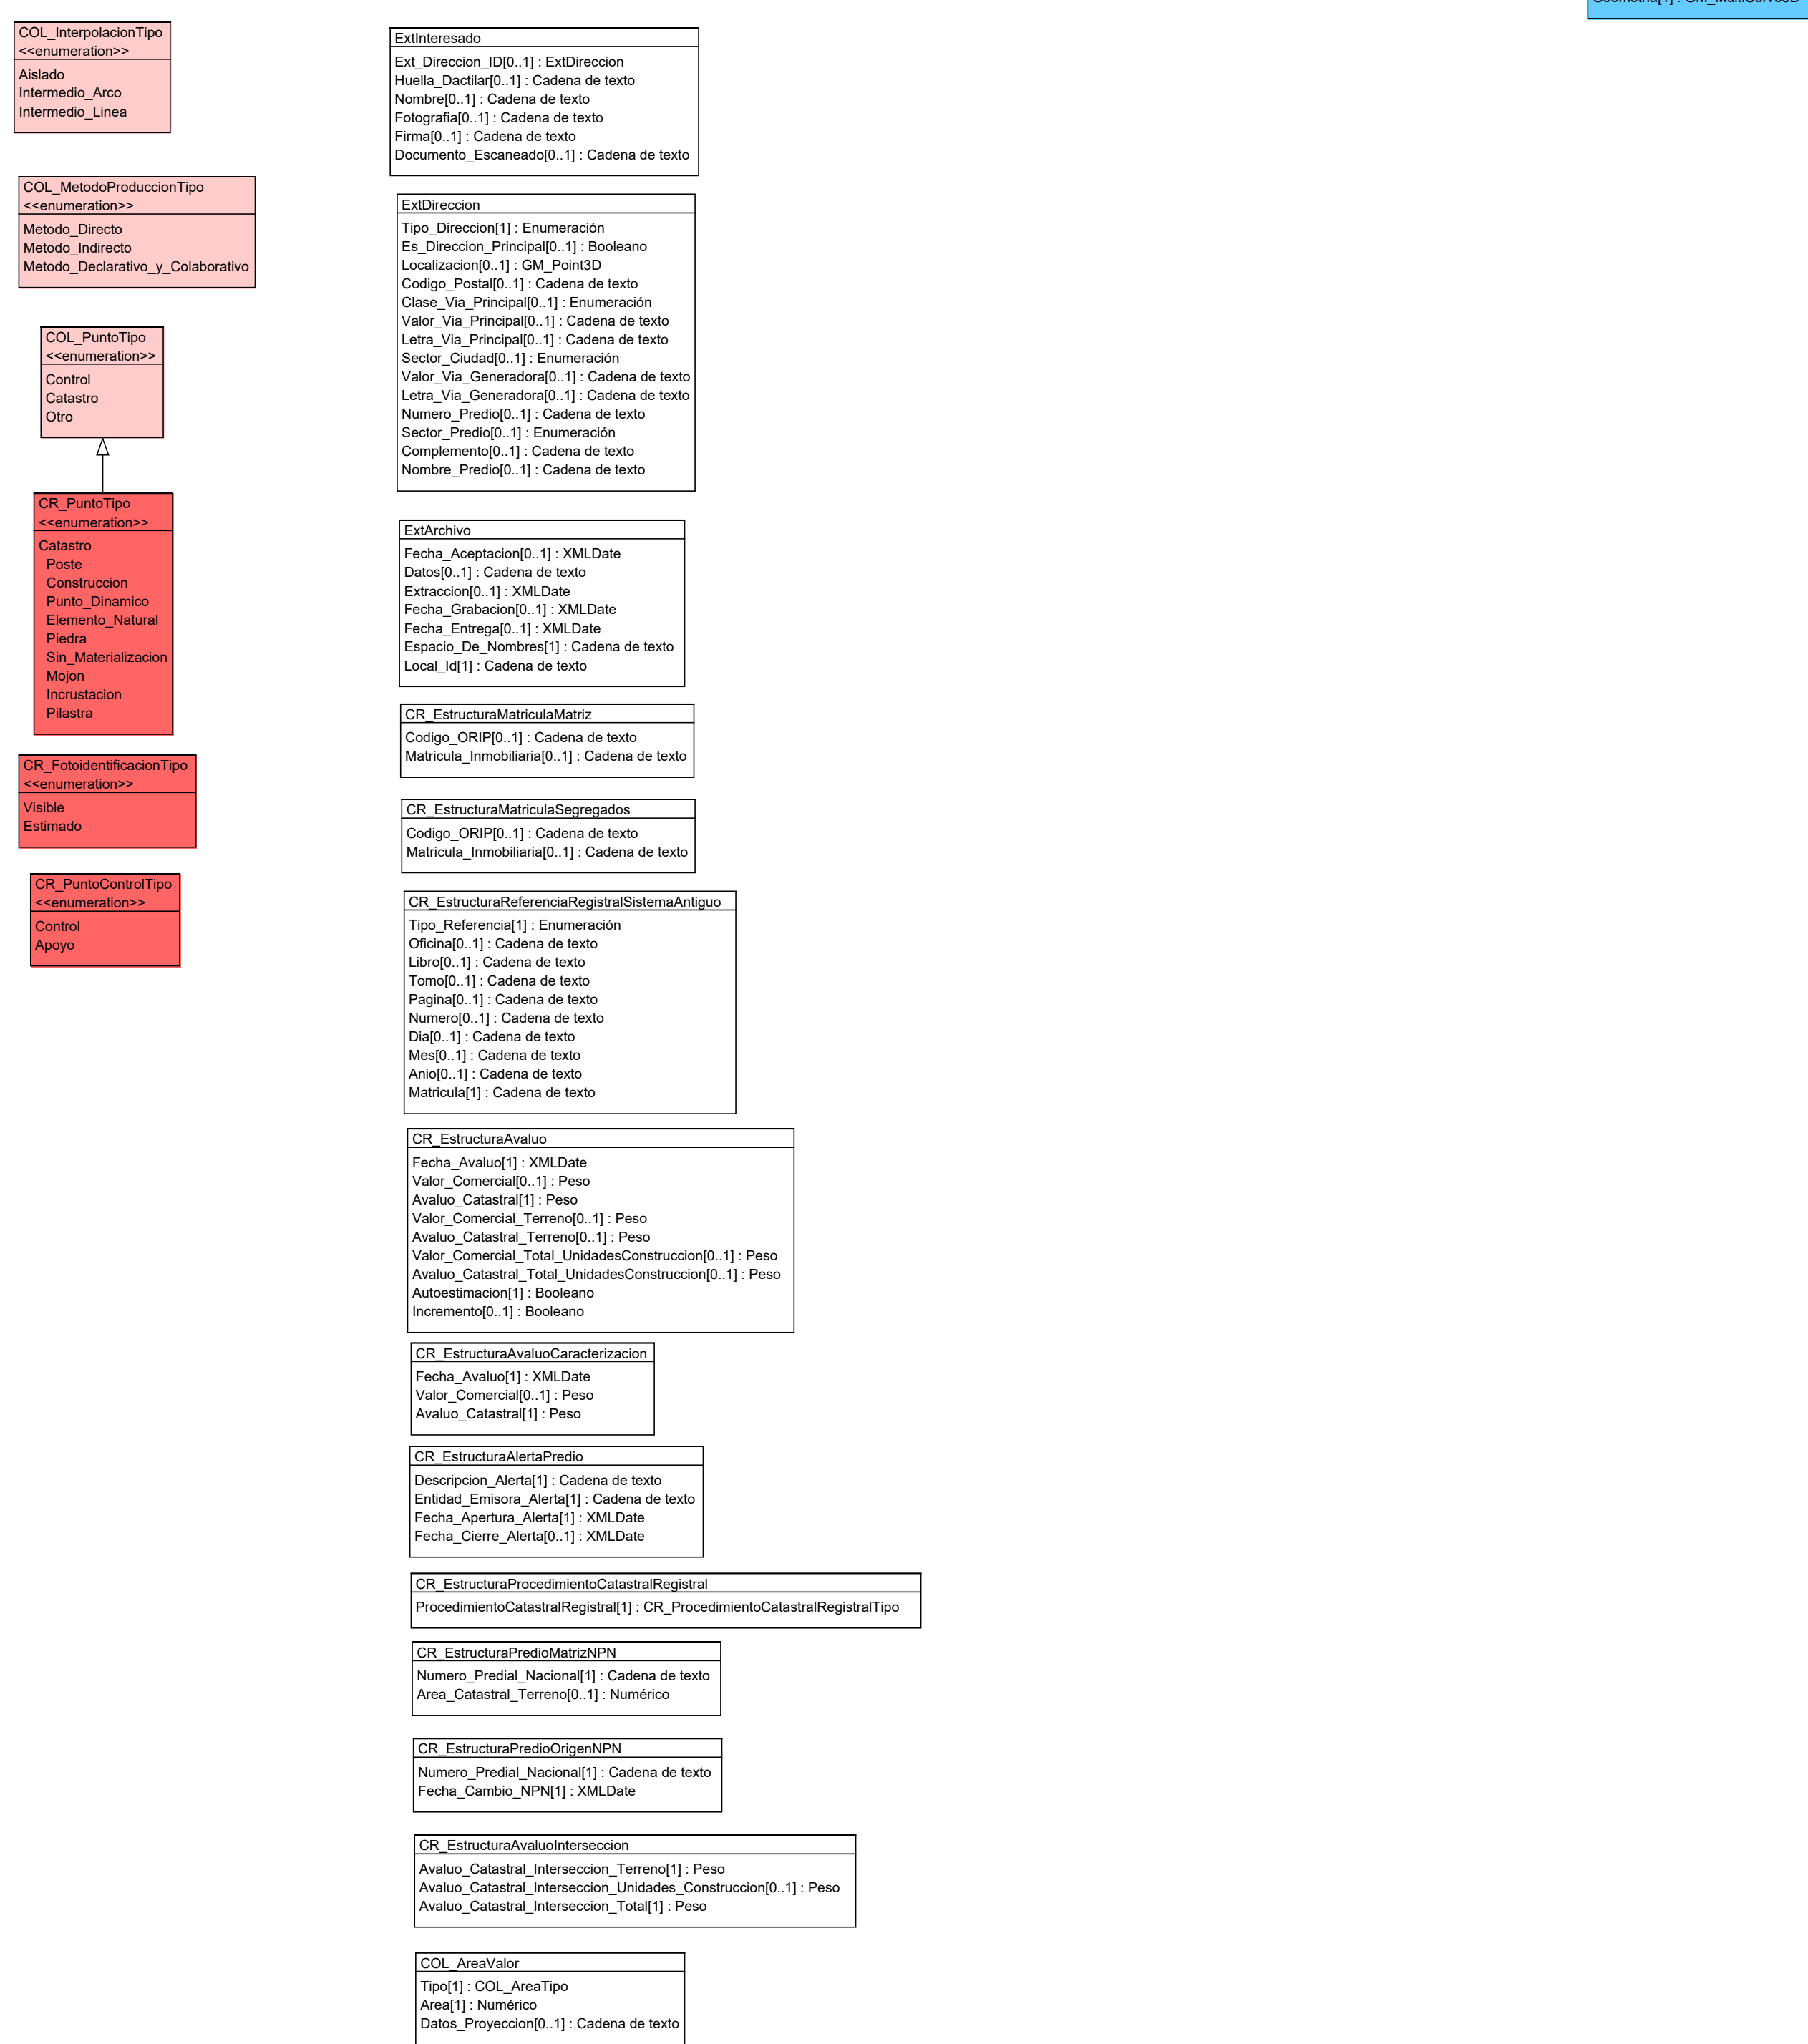 COL_InterpolacionTipo
<<enumeration>>
Aislado
Intermedio_Arco
Intermedio_Linea
COL_MetodoProduccionTipo
<<enumeration>>
Metodo_Directo
Metodo_Indirecto
Metodo_Declarativo_y_Colaborativo
COL_PuntoTipo
<<enumeration>>
Control
Catastro
Otro
CR_PuntoTipo
<<enumeration>>
Catastro
Poste
Construccion
Punto_Dinamico
Elemento_Natural
Piedra
Sin_Materializacion
Mojon
Incrustacion
Pilastra
CR_FotoidentificacionTipo
<<enumeration>>
Visible
Estimado
CR_PuntoControlTipo
<<enumeration>>
Control
Apoyo
ExtInteresado
Ext_Direccion_ID[0..1] : ExtDireccion
Huella_Dactilar[0..1] : Cadena de texto
Nombre[0..1] : Cadena de texto
Fotografia[0..1] : Cadena de texto
Firma[0..1] : Cadena de texto
Documento_Escaneado[0..1] : Cadena de texto
ExtDireccion
Tipo_Direccion[1] : Enumeración
Es_Direccion_Principal[0..1] : Booleano
Localizacion[0..1] : GM_Point3D
Codigo_Postal[0..1] : Cadena de texto
Clase_Via_Principal[0..1] : Enumeración
Valor_Via_Principal[0..1] : Cadena de texto
Letra_Via_Principal[0..1] : Cadena de texto
Sector_Ciudad[0..1] : Enumeración
Valor_Via_Generadora[0..1] : Cadena de texto
Letra_Via_Generadora[0..1] : Cadena de texto
Numero_Predio[0..1] : Cadena de texto
Sector_Predio[0..1] : Enumeración
Complemento[0..1] : Cadena de texto
Nombre_Predio[0..1] : Cadena de texto
ExtArchivo
Fecha_Aceptacion[0..1] : XMLDate
Datos[0..1] : Cadena de texto
Extraccion[0..1] : XMLDate
Fecha_Grabacion[0..1] : XMLDate
Fecha_Entrega[0..1] : XMLDate
Espacio_De_Nombres[1] : Cadena de texto
Local_Id[1] : Cadena de texto
CR_EstructuraMatriculaMatriz
Codigo_ORIP[0..1] : Cadena de texto
Matricula_Inmobiliaria[0..1] : Cadena de texto
CR_EstructuraMatriculaSegregados
Codigo_ORIP[0..1] : Cadena de texto
Matricula_Inmobiliaria[0..1] : Cadena de texto
CR_EstructuraReferenciaRegistralSistemaAntiguo
Tipo_Referencia[1] : Enumeración
Oficina[0..1] : Cadena de texto
Libro[0..1] : Cadena de texto
Tomo[0..1] : Cadena de texto
Pagina[0..1] : Cadena de texto
Numero[0..1] : Cadena de texto
Dia[0..1] : Cadena de texto
Mes[0..1] : Cadena de texto
Anio[0..1] : Cadena de texto
Matricula[1] : Cadena de texto
CR_EstructuraAvaluo
Fecha_Avaluo[1] : XMLDate
Valor_Comercial[0..1] : Peso
Avaluo_Catastral[1] : Peso
Valor_Comercial_Terreno[0..1] : Peso
Avaluo_Catastral_Terreno[0..1] : Peso
Valor_Comercial_Total_UnidadesConstruccion[0..1] : Peso
Avaluo_Catastral_Total_UnidadesConstruccion[0..1] : Peso
Autoestimacion[1] : Booleano
Incremento[0..1] : Booleano
CR_EstructuraAvaluoCaracterizacion
Fecha_Avaluo[1] : XMLDate
Valor_Comercial[0..1] : Peso
Avaluo_Catastral[1] : Peso
CR_EstructuraAlertaPredio
Descripcion_Alerta[1] : Cadena de texto
Entidad_Emisora_Alerta[1] : Cadena de texto
Fecha_Apertura_Alerta[1] : XMLDate
Fecha_Cierre_Alerta[0..1] : XMLDate
CR_EstructuraProcedimientoCatastralRegistral
ProcedimientoCatastralRegistral[1] : CR_ProcedimientoCatastralRegistralTipo
CR_EstructuraPredioMatrizNPN
Numero_Predial_Nacional[1] : Cadena de texto
Area_Catastral_Terreno[0..1] : Numérico
CR_EstructuraPredioOrigenNPN
Numero_Predial_Nacional[1] : Cadena de texto
Fecha_Cambio_NPN[1] : XMLDate
CR_EstructuraAvaluoInterseccion
Avaluo_Catastral_Interseccion_Terreno[1] : Peso
Avaluo_Catastral_Interseccion_Unidades_Construccion[0..1] : Peso
Avaluo_Catastral_Interseccion_Total[1] : Peso
COL_AreaValor
Tipo[1] : COL_AreaTipo
Area[1] : Numérico
Datos_Proyeccion[0..1] : Cadena de texto